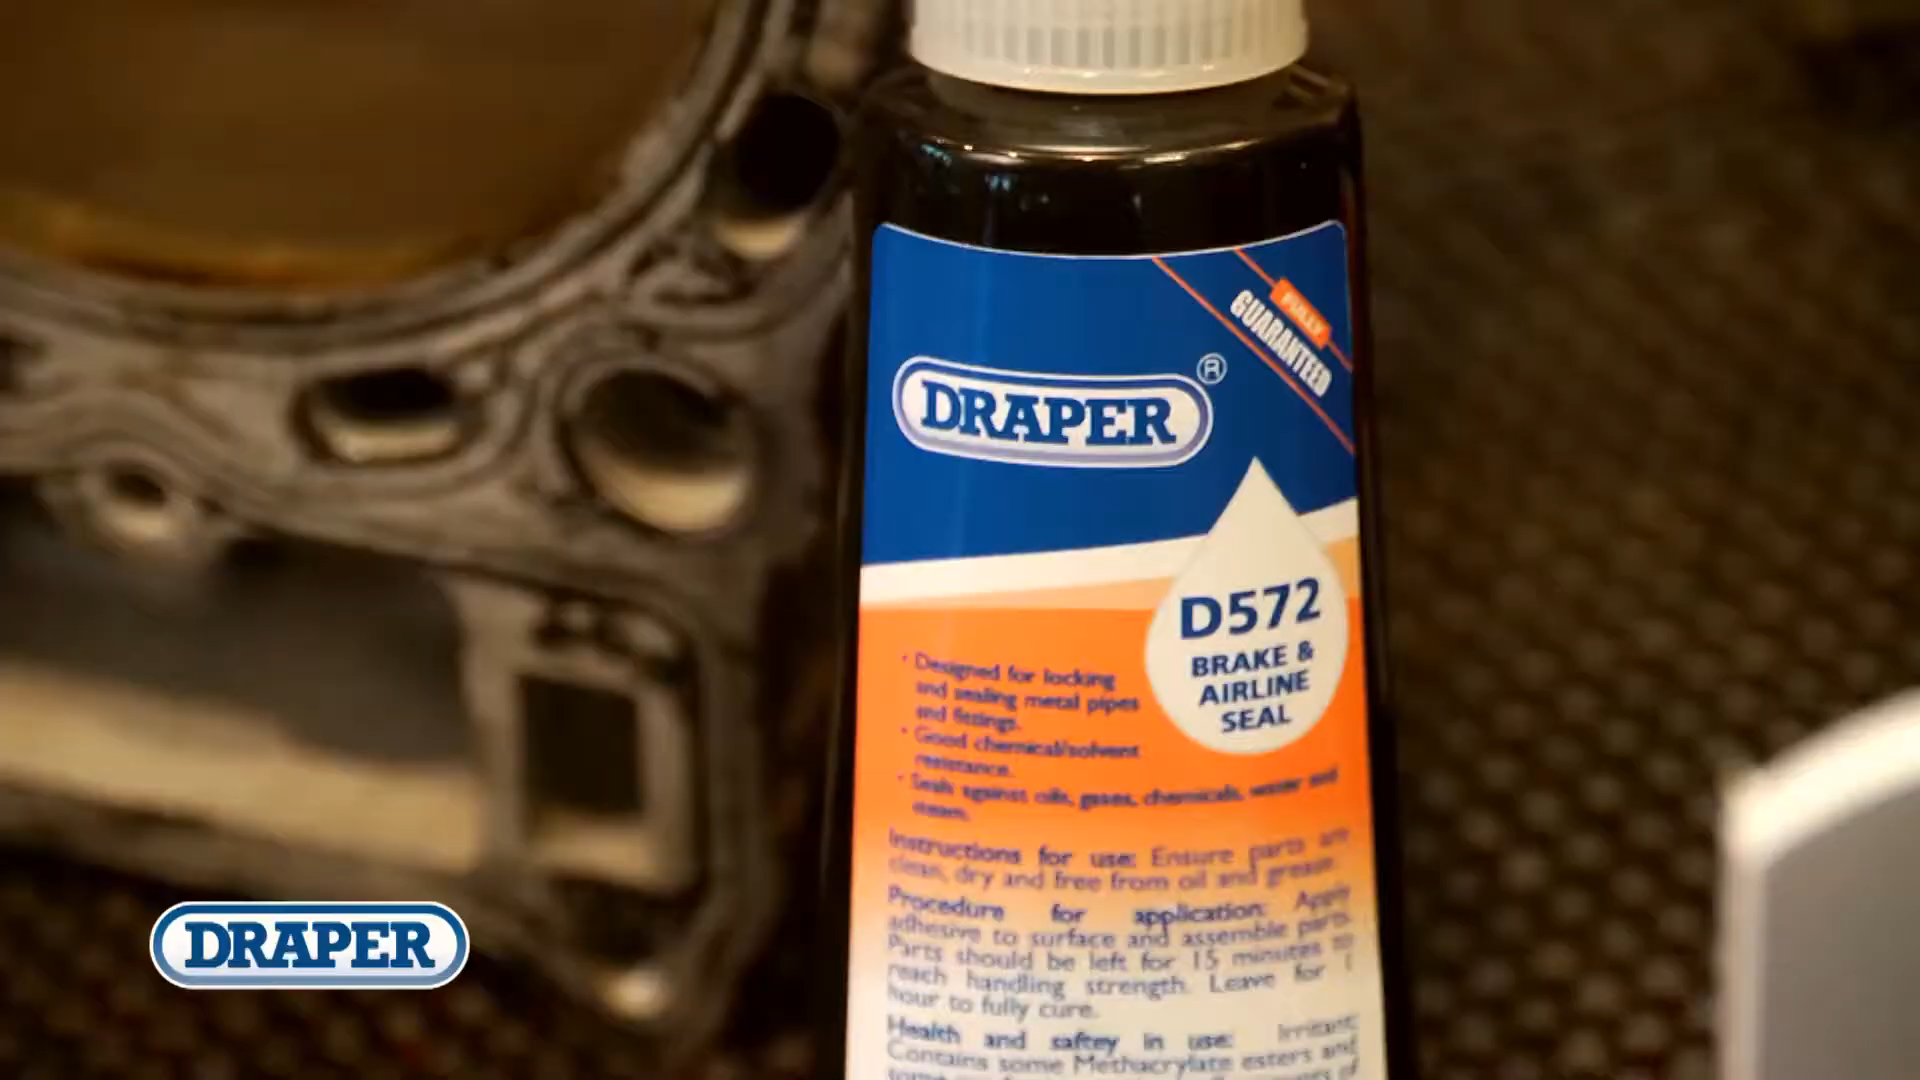 FULLY
GUARANTEED
DRAPER®
D572
BRAKE &
AIRLINE
SEAL
• Designed for locking
and sealing metal pipes
and fittings.
• Good chemical/solvent
resistance.
• Seals against oils, gases, chemicals, water and
steam.
Instructions for use: Ensure parts are
clean, dry and free from oil and grease.
Procedure for application: Apply
adhesive to surface and assemble parts.
Parts should be left for 15 minutes to
reach handling strength. Leave for 1
hour to fully cure.
Health and saftey in use: Irritant.
Contains some Methacrylate esters and
DRAPER